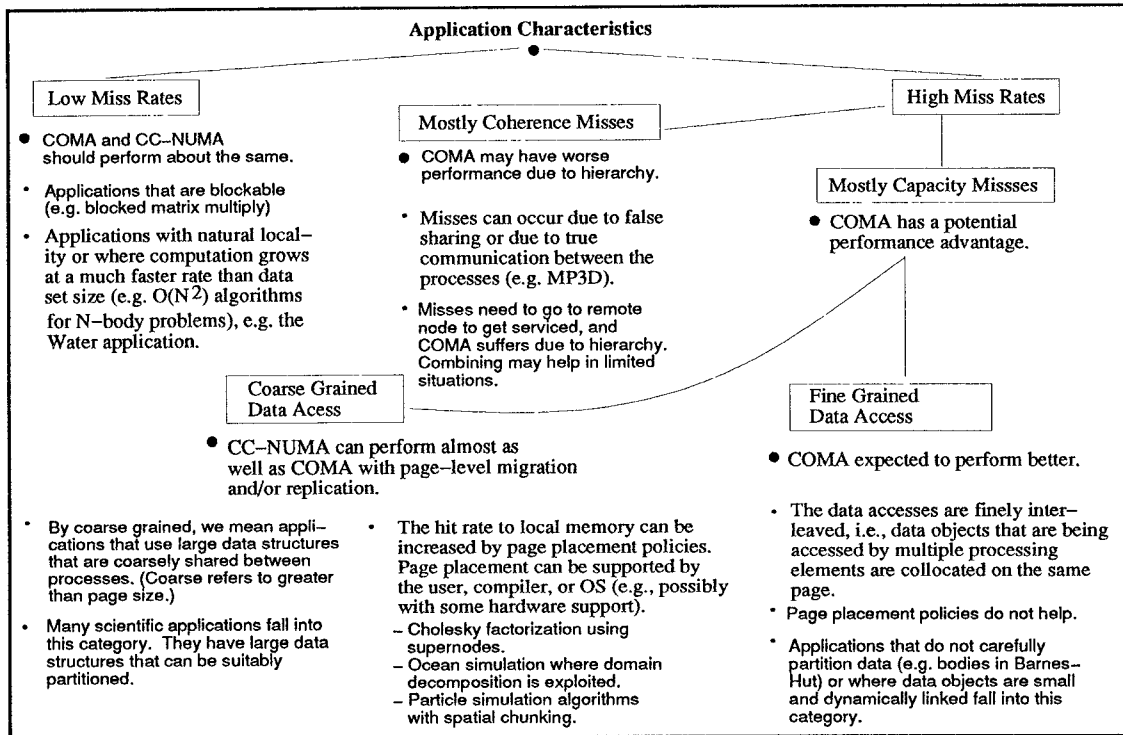 Application Characteristics
Low Miss Rates
● COMA and CC–NUMA
should perform about the same.
• Applications that are blockable
(e.g. blocked matrix multiply)
• Applications with natural local–
ity or where computation grows
at a much faster rate than data
set size (e.g. O(N²) algorithms
for N–body problems), e.g. the
Water application.
Mostly Coherence Misses
● COMA may have worse
performance due to hierarchy.
• Misses can occur due to false
sharing or due to true
communication between the
processes (e.g. MP3D).
• Misses need to go to remote
node to get serviced, and
COMA suffers due to hierarchy.
Combining may help in limited
situations.
High Miss Rates
Mostly Capacity Missses
● COMA has a potential
performance advantage.
Coarse Grained
Data Acess
● CC–NUMA can perform almost as
well as COMA with page–level migration
and/or replication.
• By coarse grained, we mean appli–
cations that use large data structures
that are coarsely shared between
processes. (Coarse refers to greater
than page size.)
• Many scientific applications fall into
this category. They have large data
structures that can be suitably
partitioned.
• The hit rate to local memory can be
increased by page placement policies.
Page placement can be supported by
the user, compiler, or OS (e.g., possibly
with some hardware support).
– Cholesky factorization using
supernodes.
– Ocean simulation where domain
decomposition is exploited.
– Particle simulation algorithms
with spatial chunking.
Fine Grained
Data Access
● COMA expected to perform better.
• The data accesses are finely inter–
leaved, i.e., data objects that are being
accessed by multiple processing
elements are collocated on the same
page.
• Page placement policies do not help.
• Applications that do not carefully
partition data (e.g. bodies in Barnes–
Hut) or where data objects are small
and dynamically linked fall into this
category.